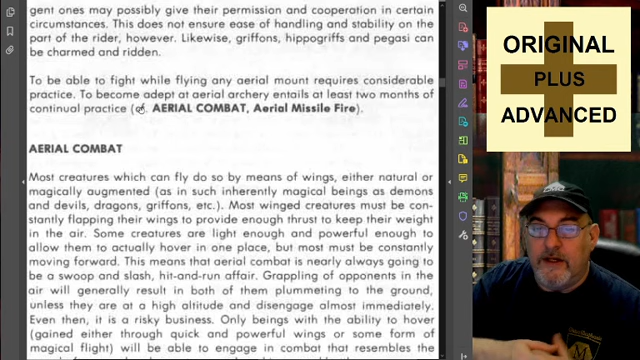 gent ones may possibly give their permission and cooperation in certain
circumstances. This does not ensure ease of handling and stability on
the part of the rider, however. Likewise, griffons, hippogriffs and pegasi can
be charmed and ridden.
To be able to fight while flying any aerial mount requires considerable
practice. To become adept at aerial archery entails at least two months of
continual practice (cf. AERIAL COMBAT, Aerial Missile Fire).
AERIAL COMBAT
Most creatures which can fly do so by means of wings, either natural or
magically augmented (as in such inherently magical beings as demons
and devils, dragons, griffons, etc.). Most winged creatures must be con-
stantly flapping their wings to provide enough thrust to keep their weight
in the air. Some creatures are light enough and powerful enough to
allow them to actually hover in one place, but most must be constantly
moving forward. This means that aerial combat is nearly always going to
be a swoop and slash, hit-and-run affair. Grappling of opponents in the
air will generally result in both of them plummeting to the ground,
unless they are at a high altitude and disengage almost immediately.
Even then, it is a risky business. Only beings with the ability to hover
(gained either through quick and powerful wings or some form of
magical flight) will be able to engage in combat that resembles the
ORIGINAL
PLUS
ADVANCED